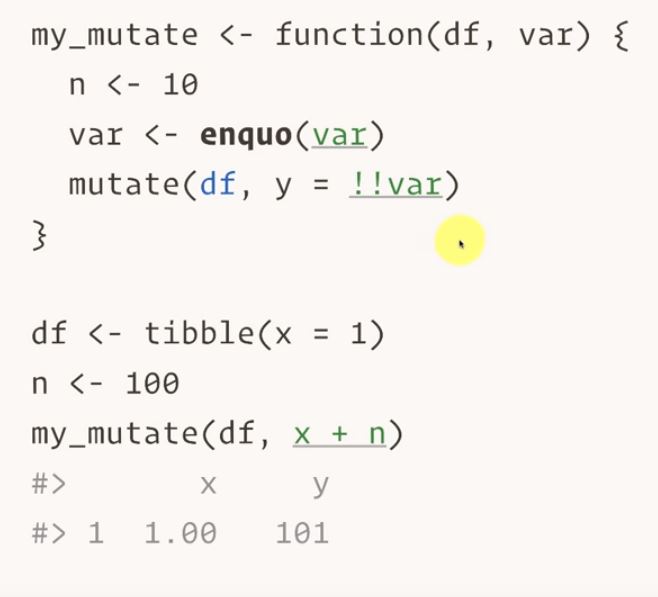 my_mutate <- function(df, var) {
  n <- 10
  var <- enquo(var)
  mutate(df, y = !!var)
}
df <- tibble(x = 1)
n <- 100
my_mutate(df, x + n)
#>       x     y
#> 1  1.00   101